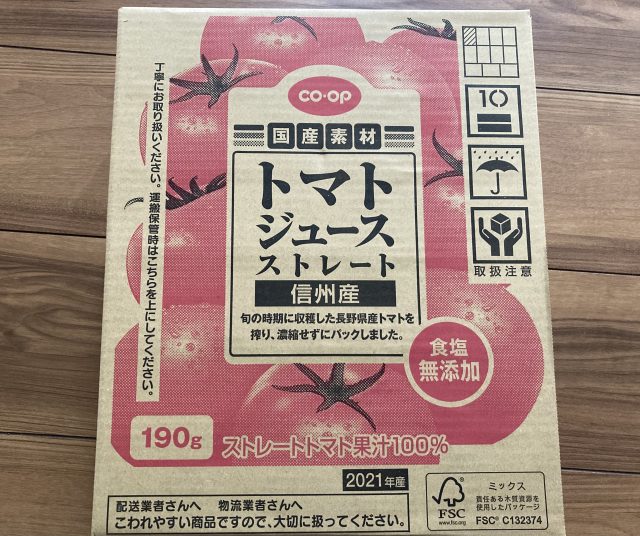 丁寧にお取り扱いください。運搬保管時はこちらを上にしてください。
CO・OP
国産素材
トマト
ジュース
ストレート
信州産
旬の時期に収穫した長野県産トマトを
搾り、濃縮せずにパックしました。
10
取扱注意
食塩
無添加
190g
ストレートトマト果汁100%
2021年産
配送業者さんへ 物流業者さんへ
こわれやすい商品ですので、大切に扱ってください。
FSC
www.fsc.org
ミックス
責任ある木質資源を
使用したパッケージ
FSC® C132374